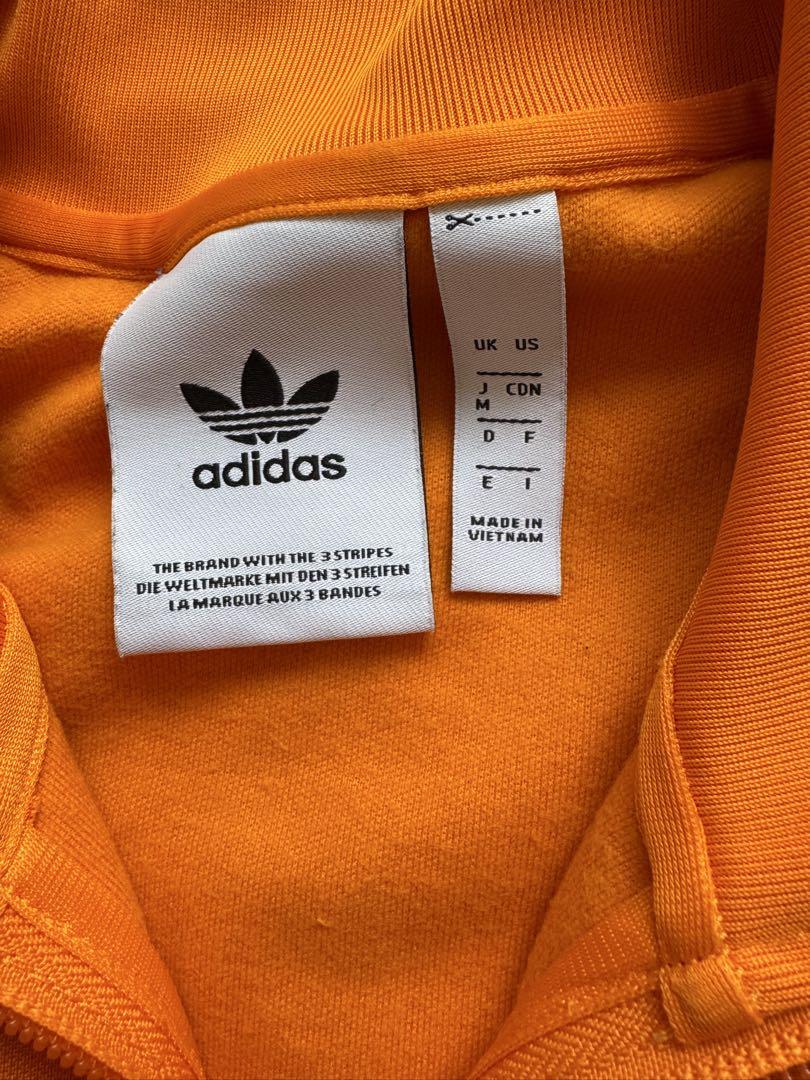 adidas
THE BRAND WITH THE 3 STRIPES
DIE WELTMARKE MIT DEN 3 STREIFEN
LA MARQUE AUX 3 BANDES
UK US
J CDN
M
D F
E I
MADE IN
VIETNAM